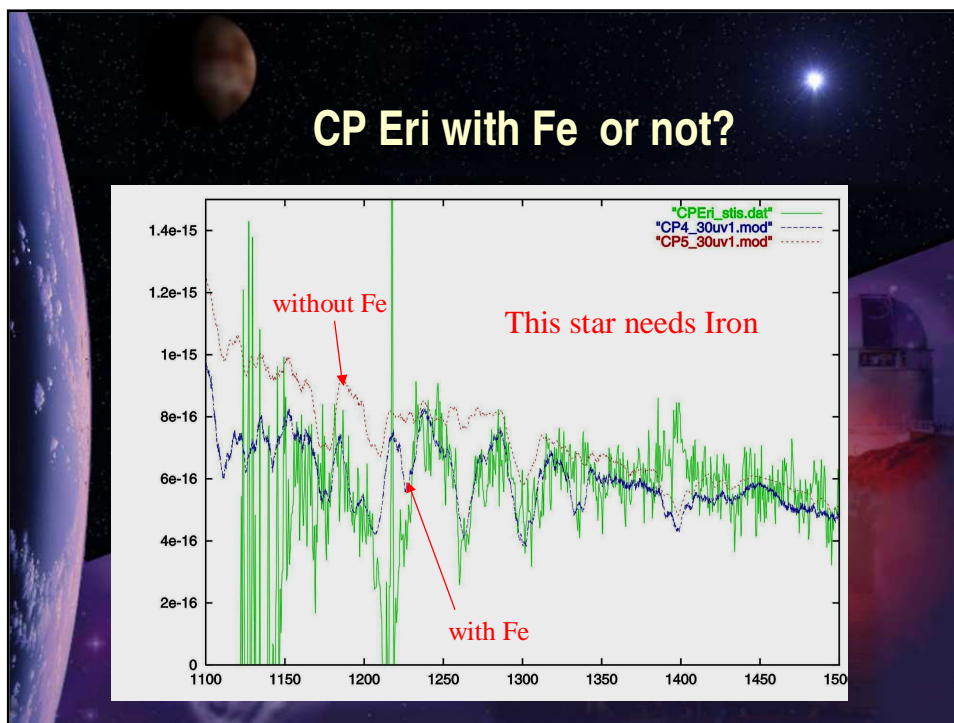 CP Eri with Fe or not?
"CPEri_stis.dat"
"CP4_30uv1.mod"
"CP5_30uv1.mod"
without Fe
This star needs Iron
with Fe
1.4e-15
1.2e-15
1e-15
8e-16
6e-16
4e-16
2e-16
0
1100 1150 1200 1250 1300 1350 1400 1450 1500